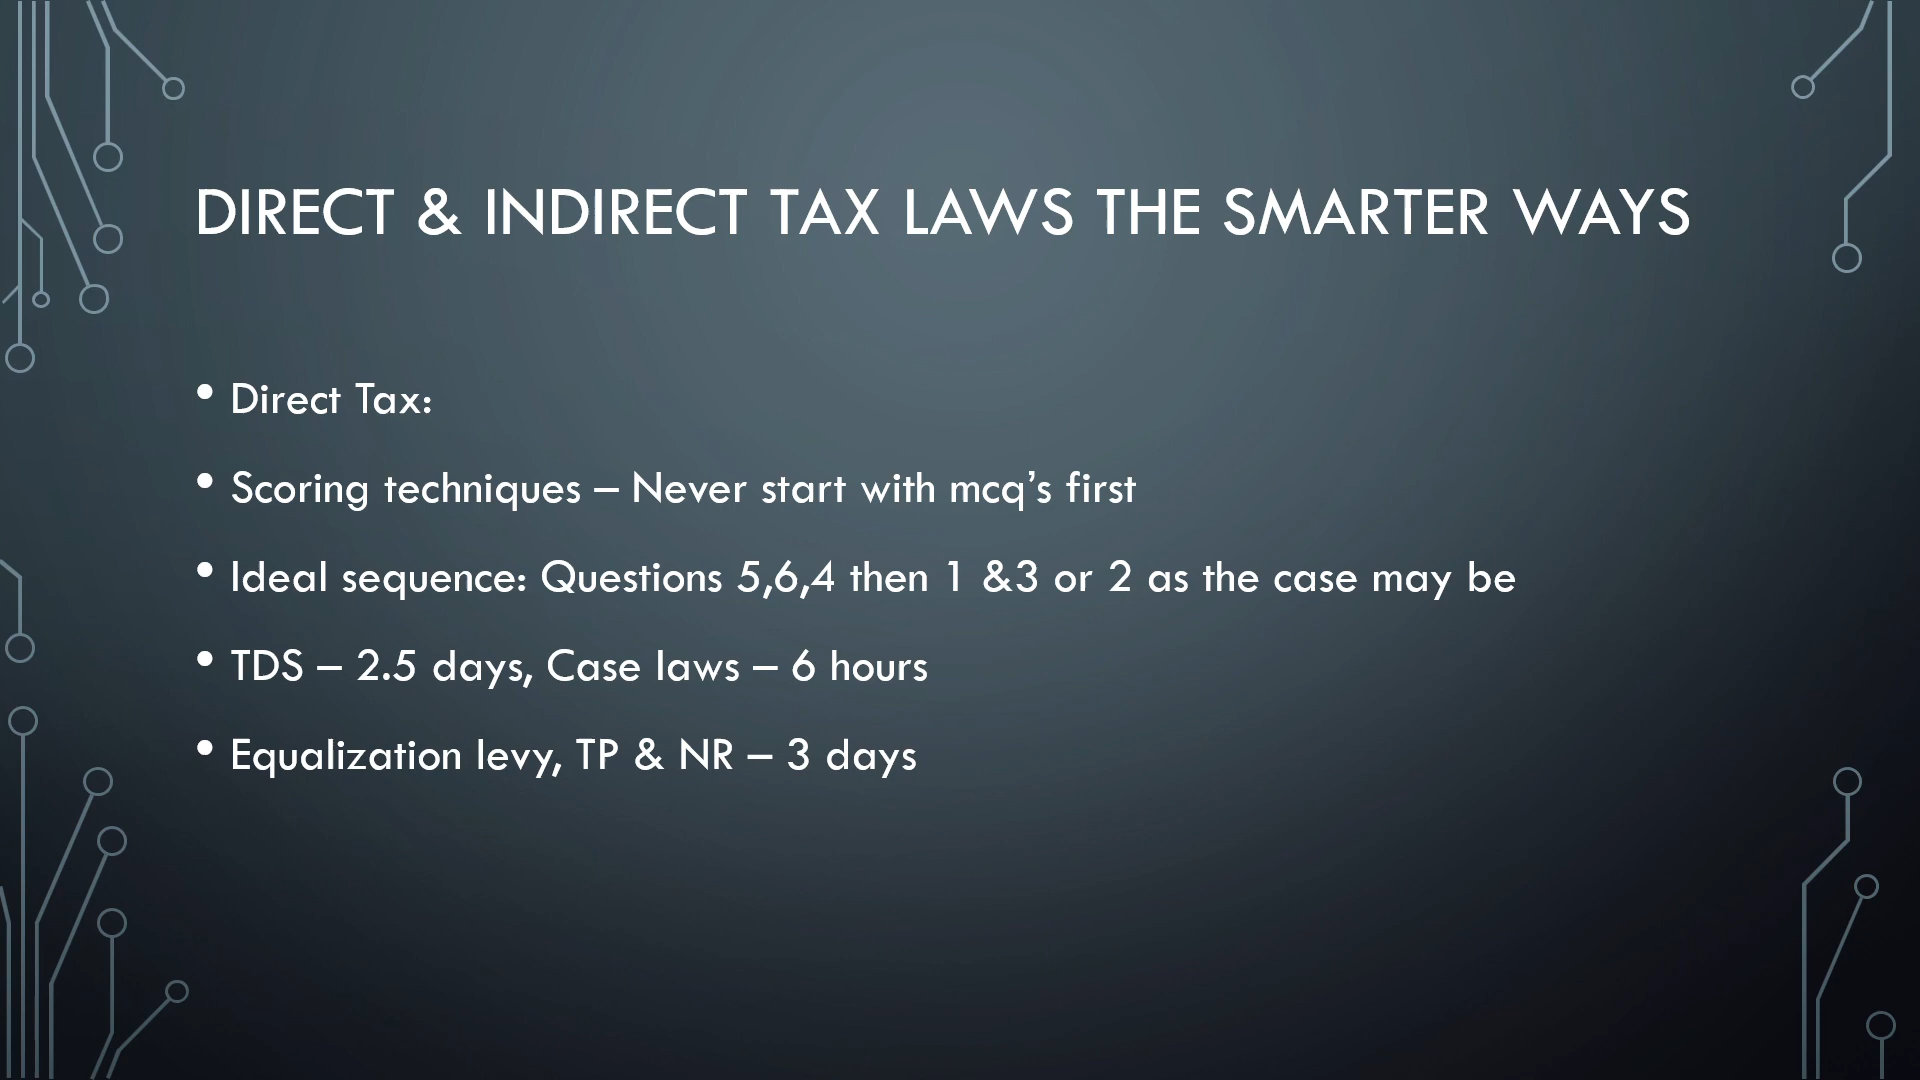 DIRECT & INDIRECT TAX LAWS THE SMARTER WAYS
• Direct Tax:
• Scoring techniques – Never start with mcq’s first
• Ideal sequence: Questions 5,6,4 then 1 &3 or 2 as the case may be
• TDS – 2.5 days, Case laws – 6 hours
• Equalization levy, TP & NR – 3 days